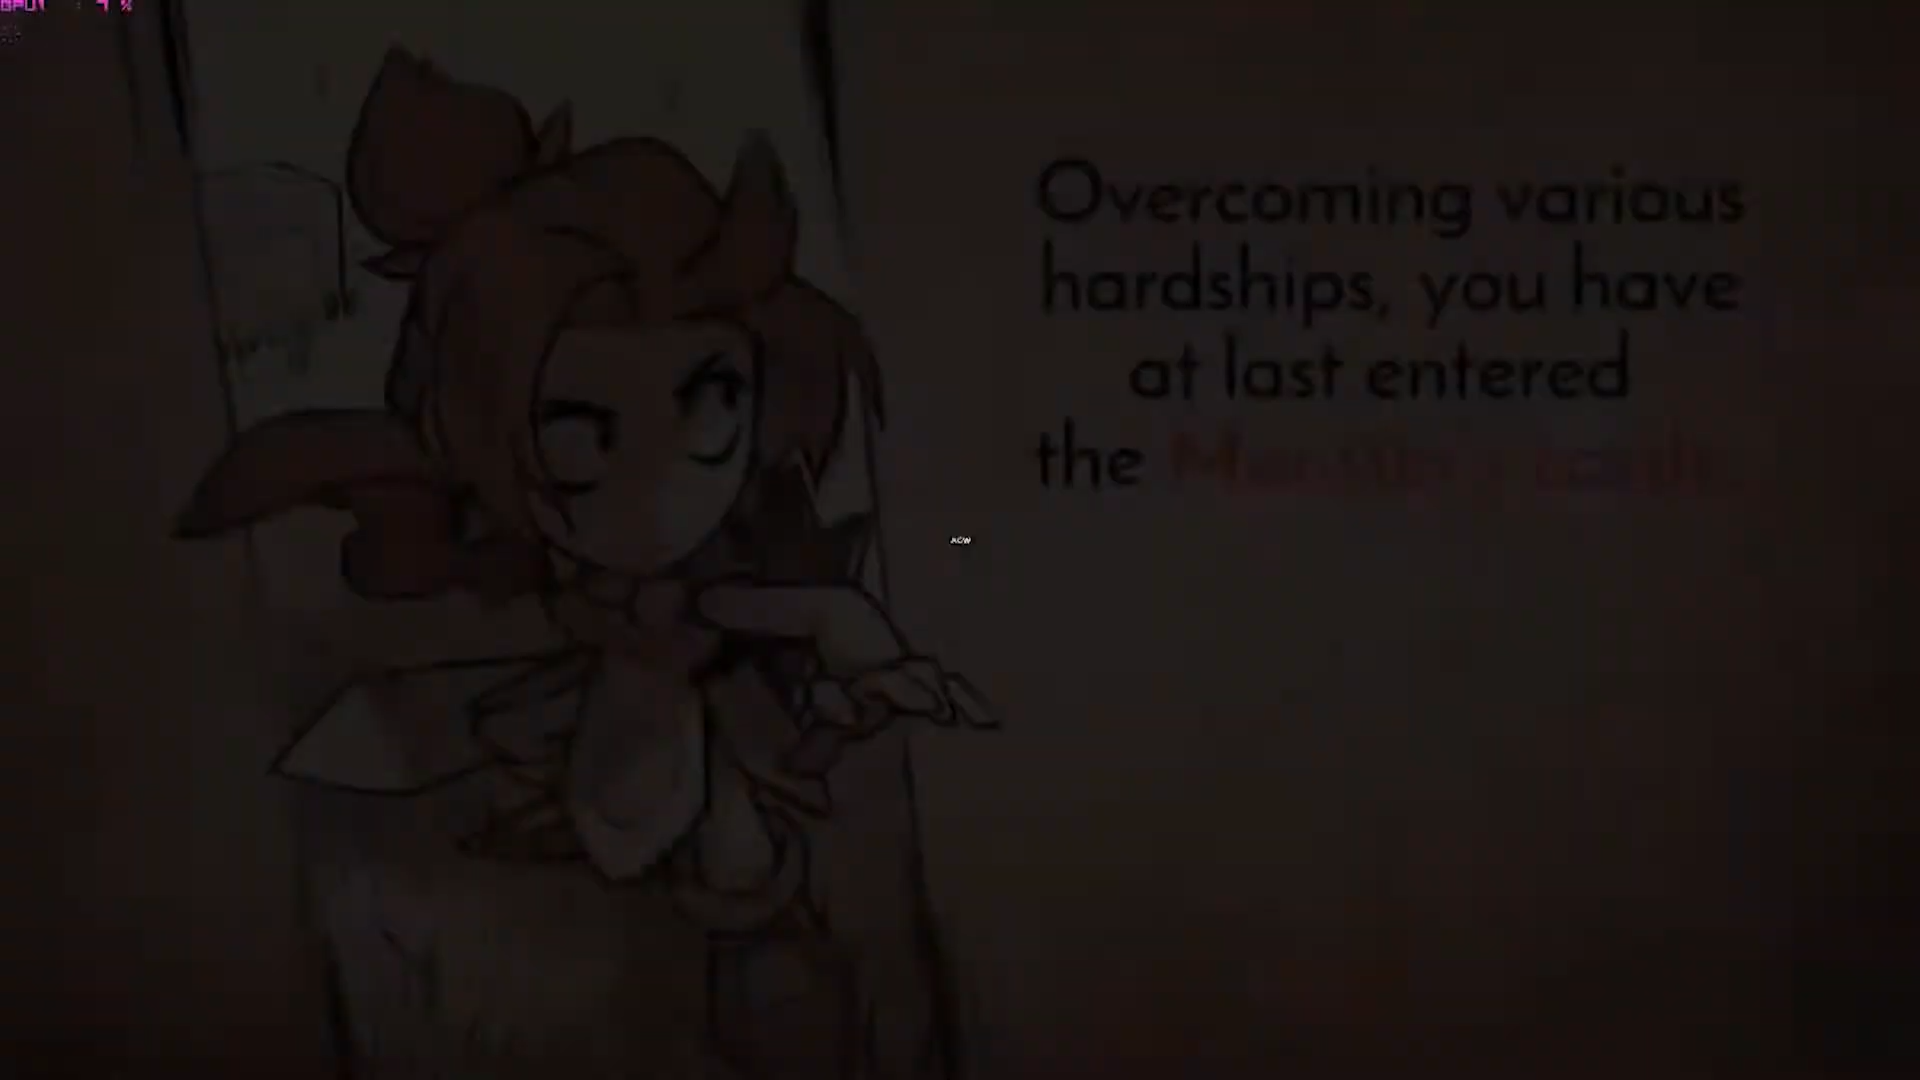 Overcoming various
hardships, you have
at last entered
the